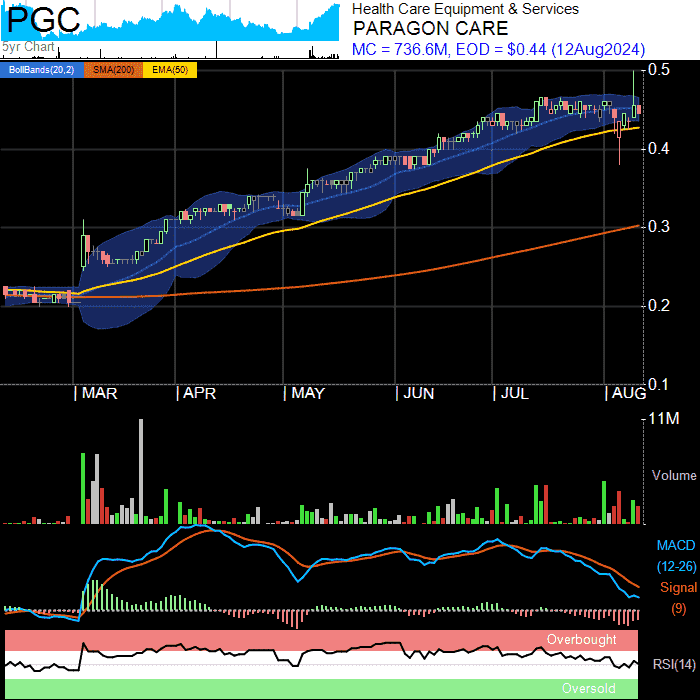 PGC
5yr Chart
Health Care Equipment & Services
PARAGON CARE
MC = 736.6M, EOD = $0.44 (12Aug2024)
BollBands(20,2) SMA(200) EMA(50)
0.5
0.4
0.3
0.2
0.1
MAR APR MAY JUN JUL AUG
11M
Volume
MACD
(12-26)
Signal
(9)
Overbought
RSI(14)
Oversold